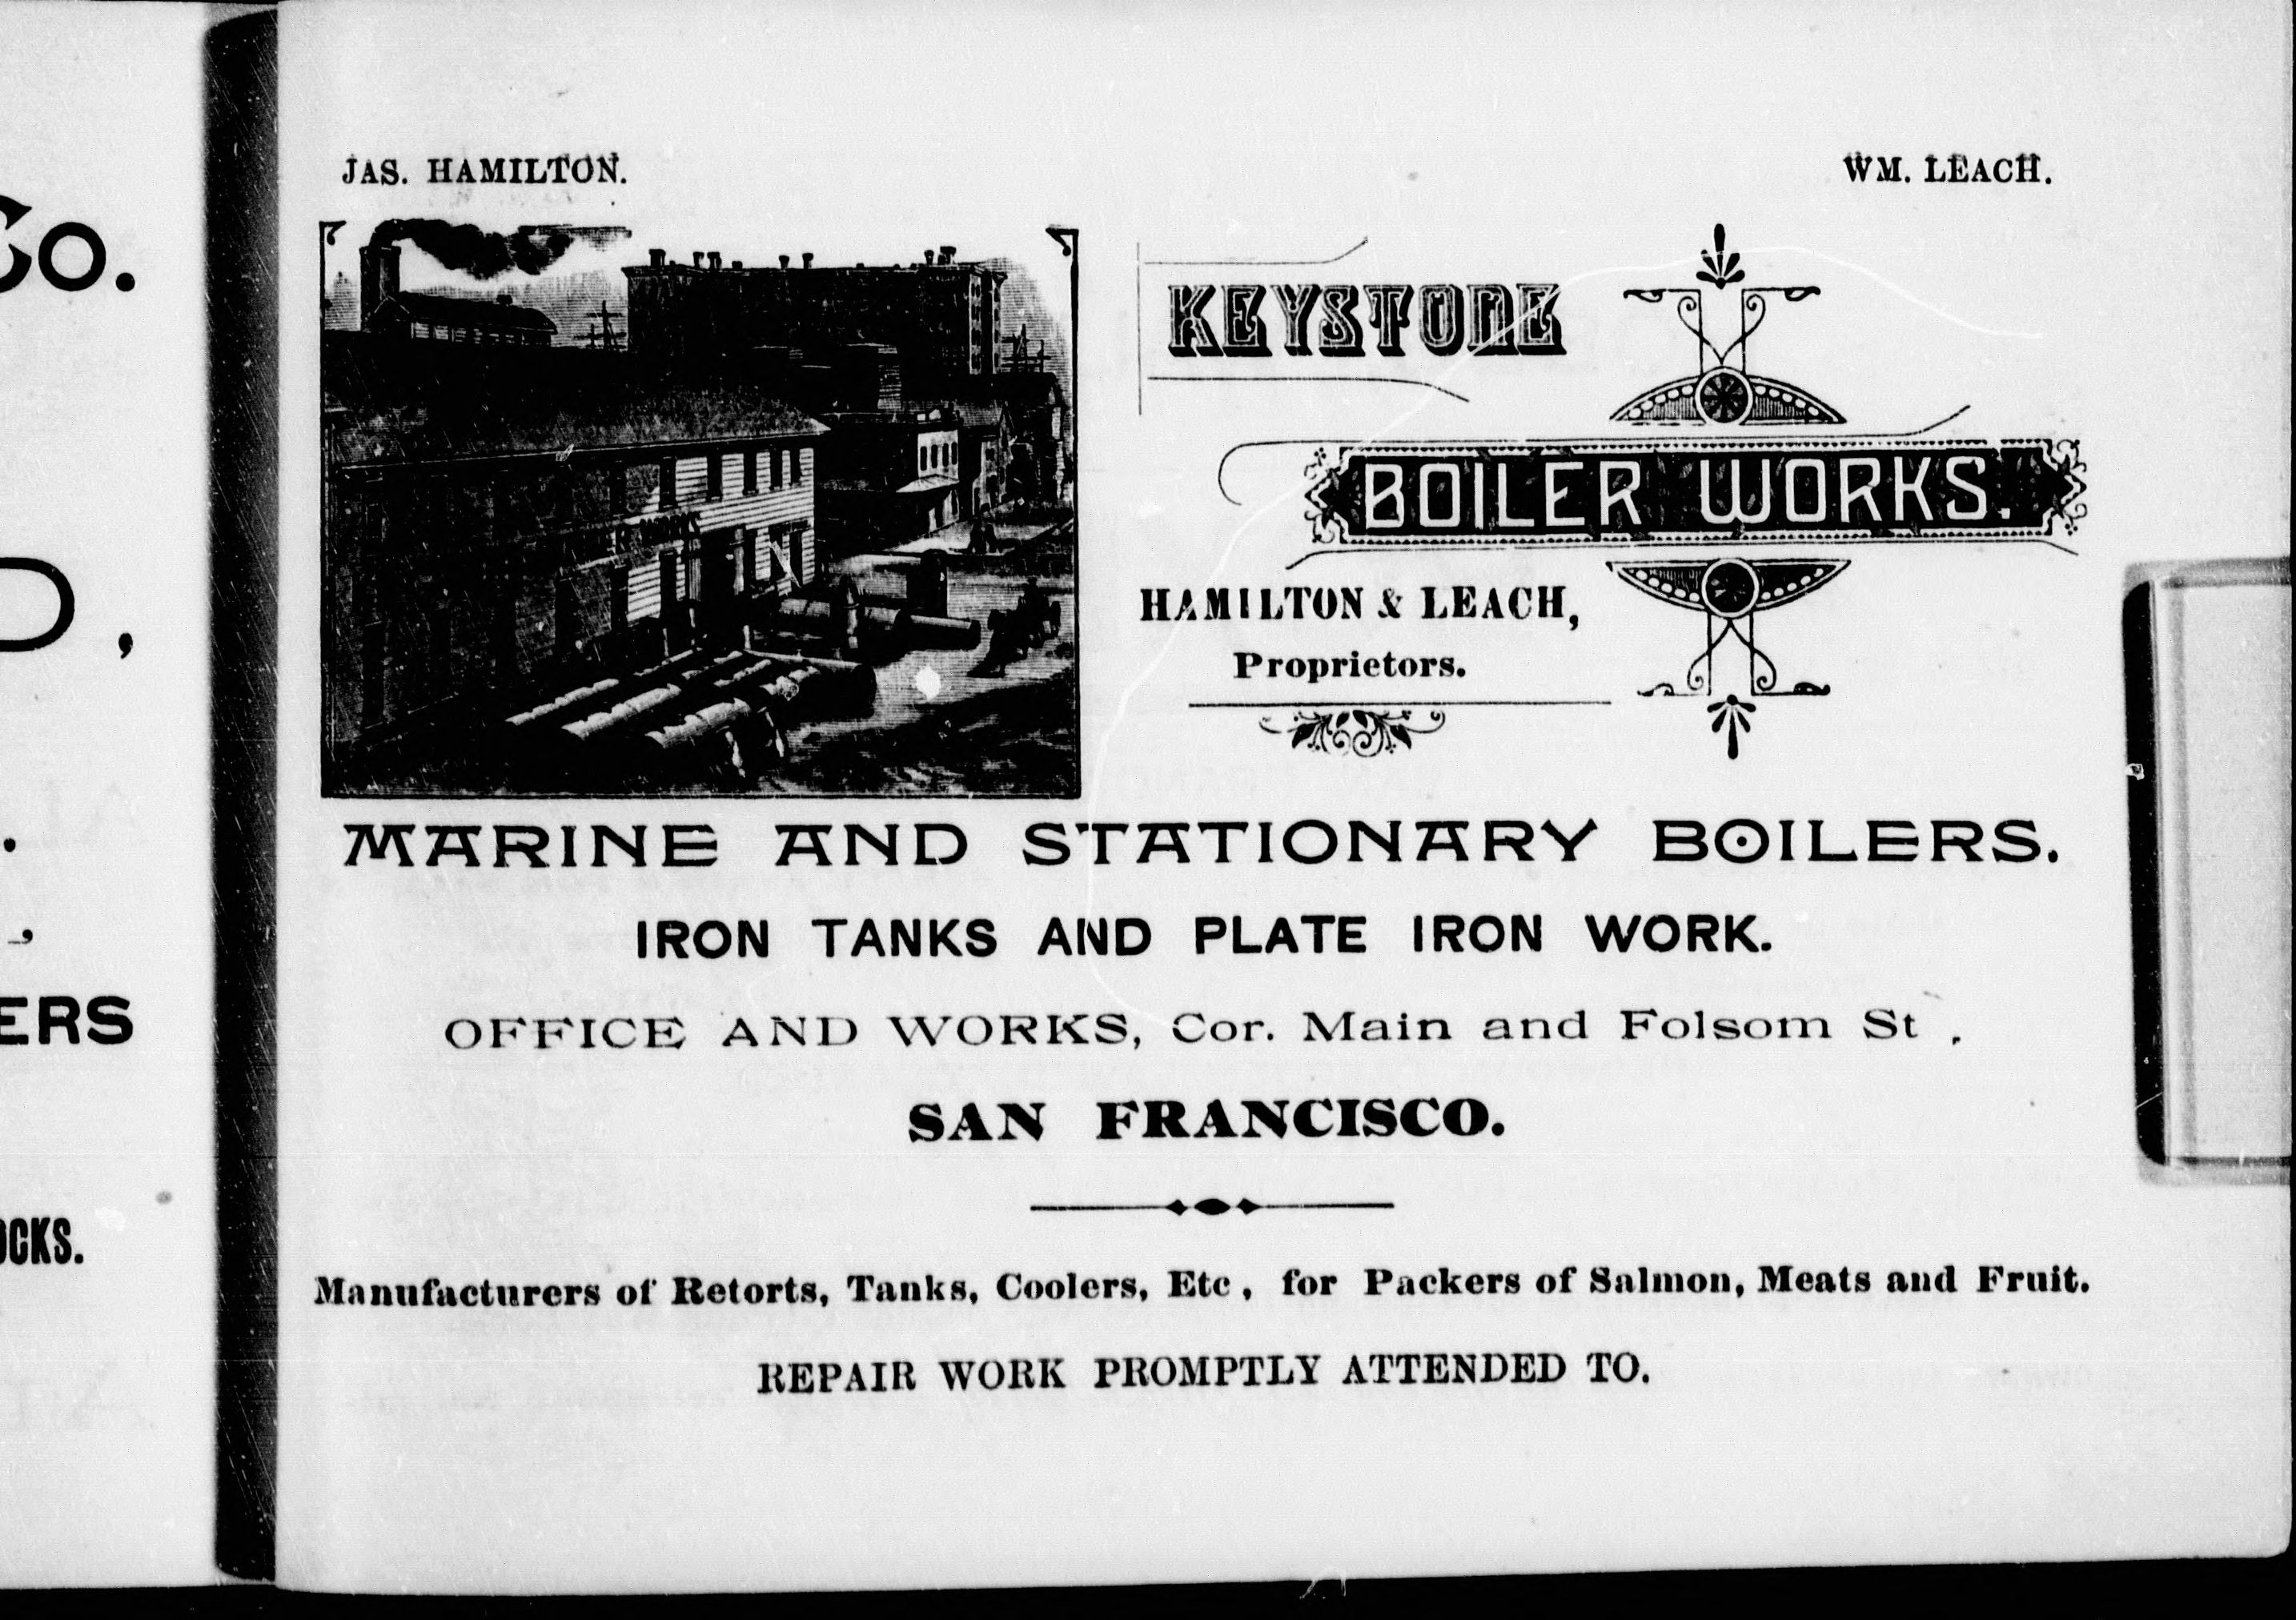 Co.
D,
ERS
OCKS.
JAS. HAMILTON. WM. LEACH.
KEYSTONE
BOILER WORKS.
HAMILTON & LEACH,
Proprietors.
MARINE AND STATIONARY BOILERS.
IRON TANKS AND PLATE IRON WORK.
OFFICE AND WORKS, Cor. Main and Folsom St ,
SAN FRANCISCO.
Manufacturers of Retorts, Tanks, Coolers, Etc , for Packers of Salmon, Meats and Fruit.
REPAIR WORK PROMPTLY ATTENDED TO.